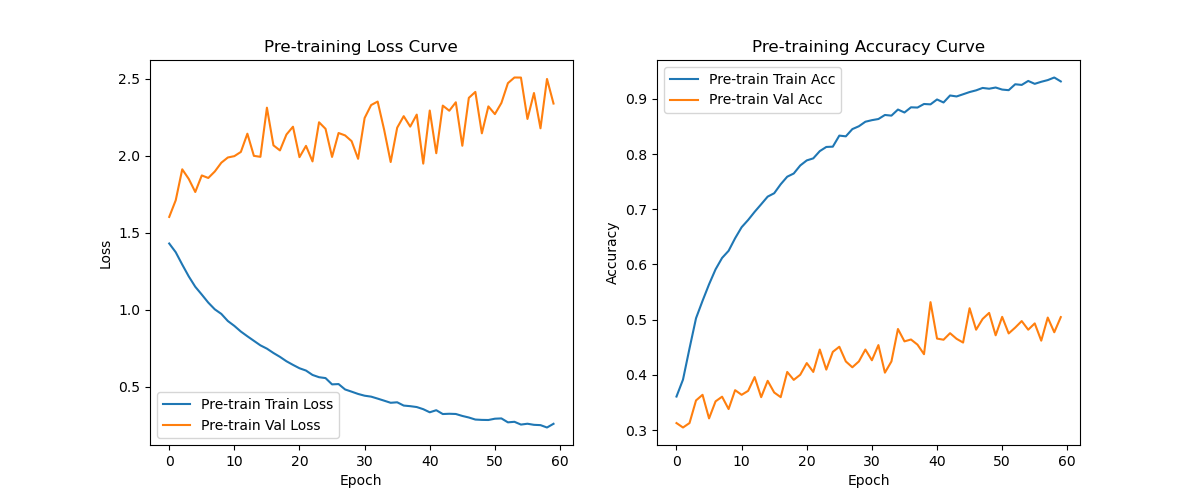 Pre-training Loss Curve
2.5
2.0
1.5
1.0
0.5
Loss
Pre-train Train Loss
Pre-train Val Loss
0 10 20 30 40 50 60
Epoch
Pre-training Accuracy Curve
Pre-train Train Acc
Pre-train Val Acc
0.9
0.8
0.7
0.6
0.5
0.4
0.3
Accuracy
0 10 20 30 40 50 60
Epoch